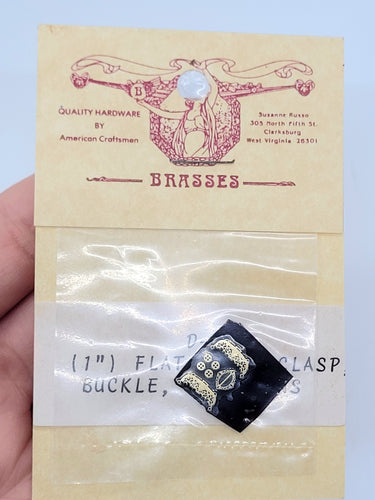 B
QUALITY HARDWARE
BY
American Craftsmen
Suzanne Russo
305 North Fifth St.
Clarksburg
West Virginia 26301
BRASSES
D
(1") FLAT CLASP,
BUCKLE, S